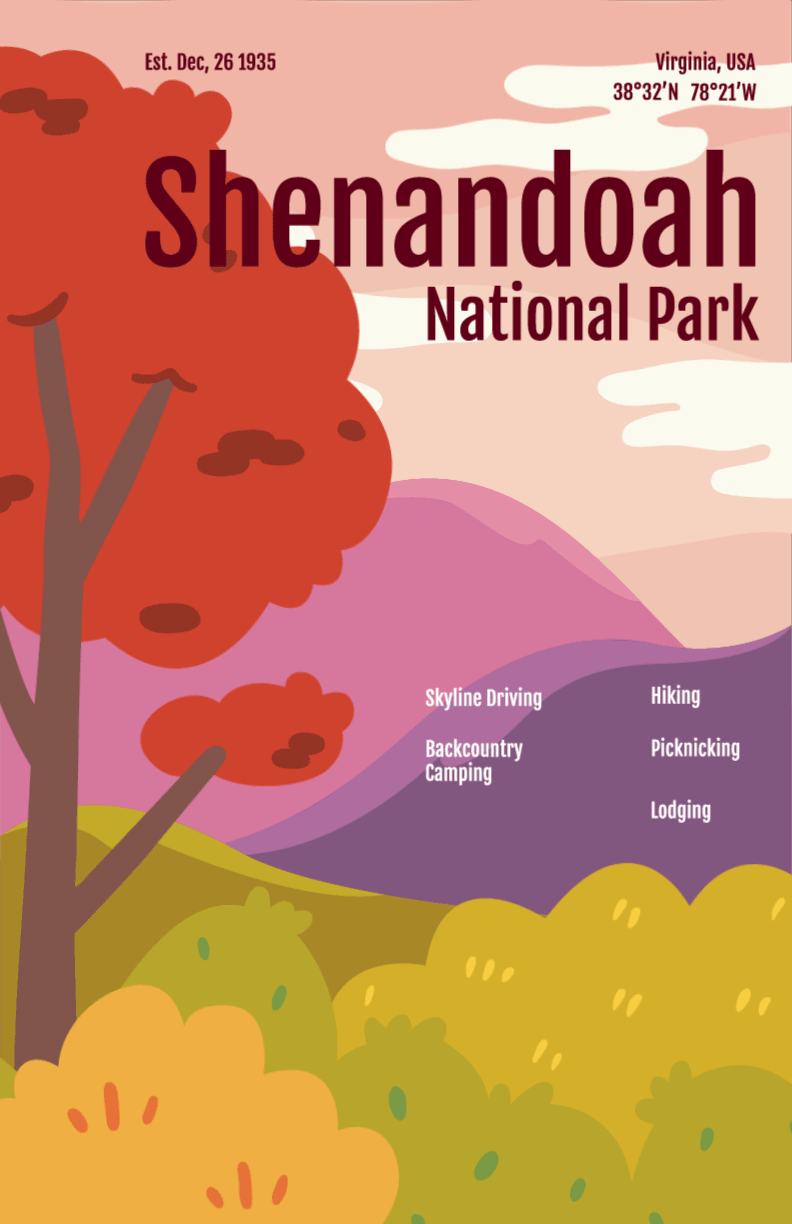 Est. Dec, 26 1935
Virginia, USA
38°32’N 78°21’W
Shenandoah
National Park
Skyline Driving
Backcountry
Camping
Hiking
Picknicking
Lodging